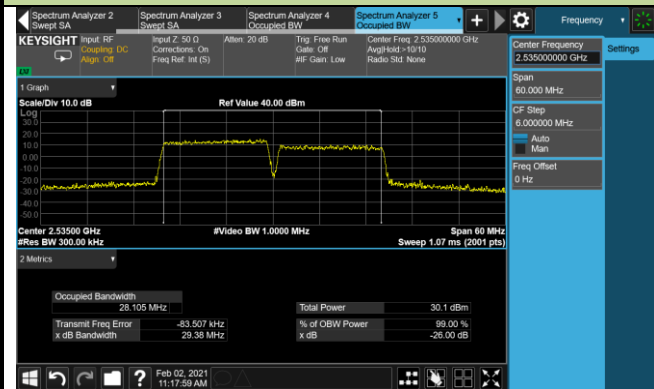 Spectrum Analyzer 2
Swept SA
Spectrum Analyzer 3
Swept SA
Spectrum Analyzer 4
Occupied BW
Spectrum Analyzer 5
Occupied BW
+
Frequency
KEYSIGHT
Input: RF
Coupling: DC
Align: Off
Input Z: 50 Ω
Corrections: On
Freq Ref: Int (S)
Atten: 20 dB
Trig: Free Run
Gate: Off
#IF Gain: Low
Center Freq: 2.535000000 GHz
Avg|Hold:>10/10
Radio Std: None
Center Frequency
2.535000000 GHz
Settings
Span
60.000 MHz
CF Step
6.000000 MHz
Auto
Man
Freq Offset
0 Hz
1 Graph
Scale/Div 10.0 dB
Ref Value 40.00 dBm
Log
30.0
20.0
10.0
0.00
-10.0
-20.0
-30.0
-40.0
-50.0
Center 2.53500 GHz
#Video BW 1.0000 MHz
Span 60 MHz
#Res BW 300.00 kHz
Sweep 1.07 ms (2001 pts)
2 Metrics
Occupied Bandwidth
28.105 MHz
Total Power
30.1 dBm
Transmit Freq Error
-83.507 kHz
% of OBW Power
99.00 %
x dB Bandwidth
29.38 MHz
x dB
-26.00 dB
?
Feb 02, 2021
11:17:59 AM